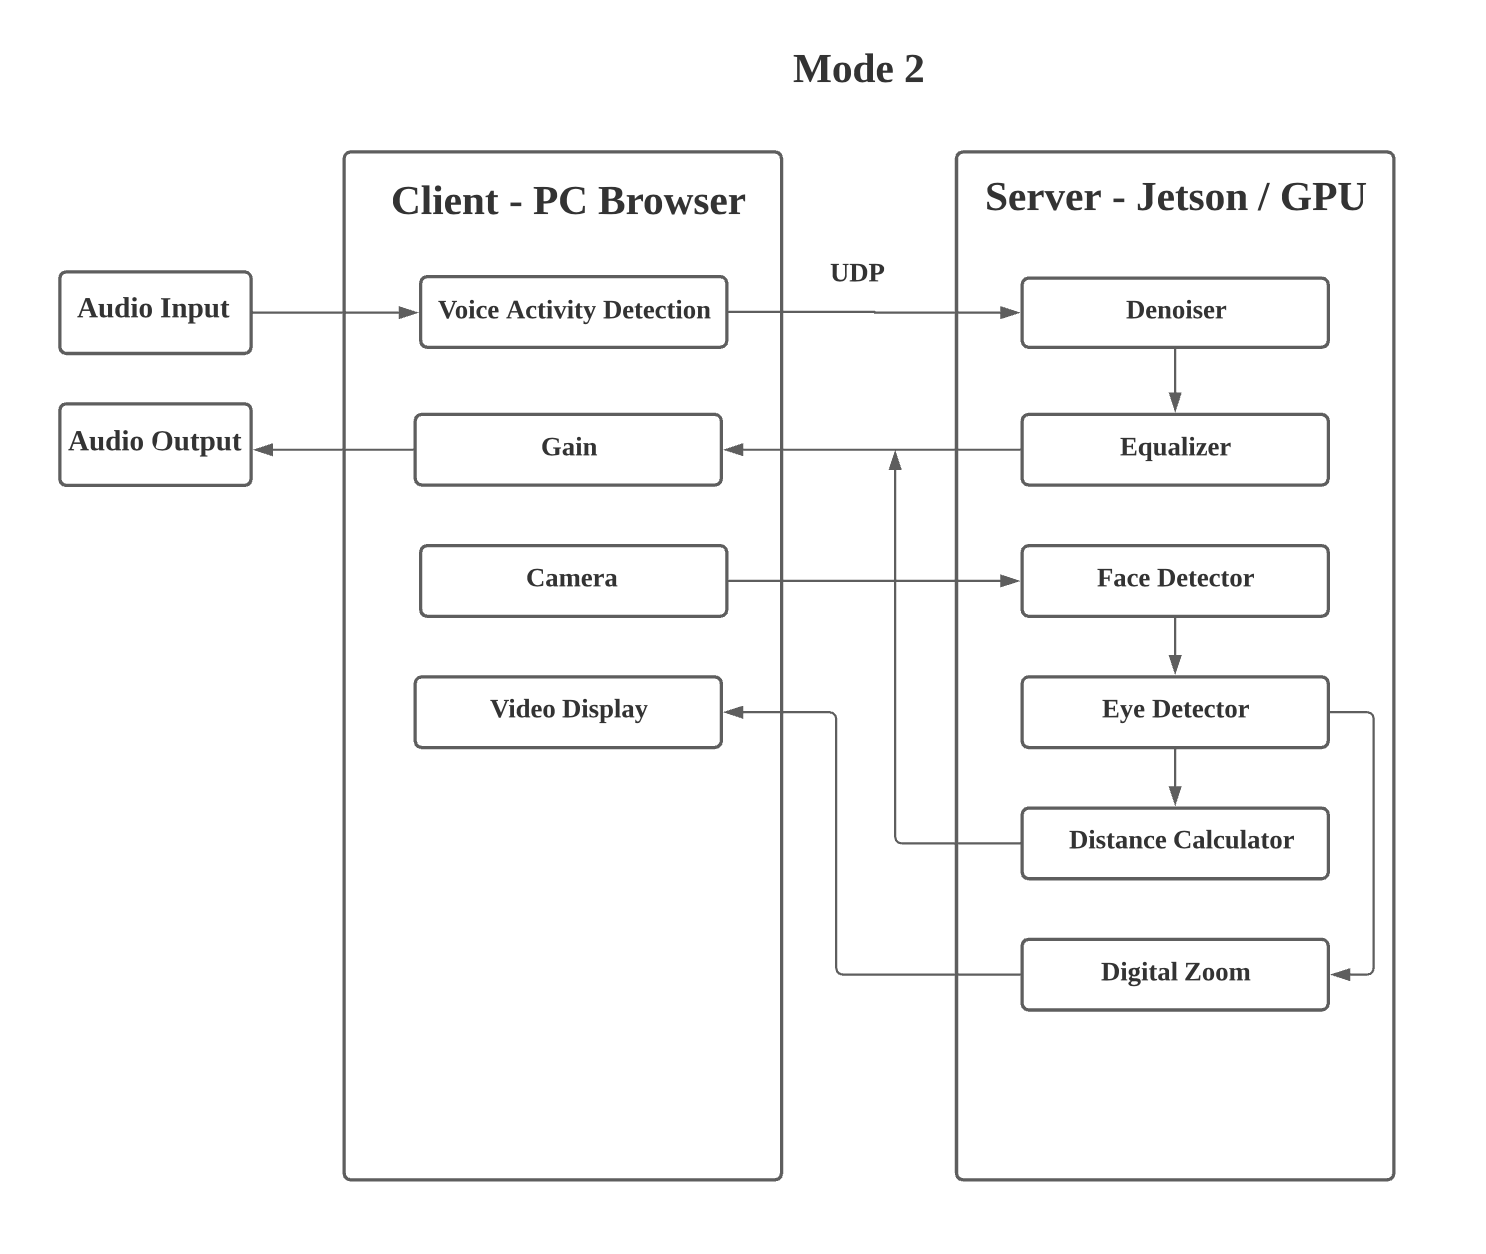 Mode 2
Client - PC Browser
Server - Jetson / GPU
UDP
Audio Input
Voice Activity Detection
Denoiser
Audio Output
Gain
Equalizer
Camera
Face Detector
Video Display
Eye Detector
Distance Calculator
Digital Zoom